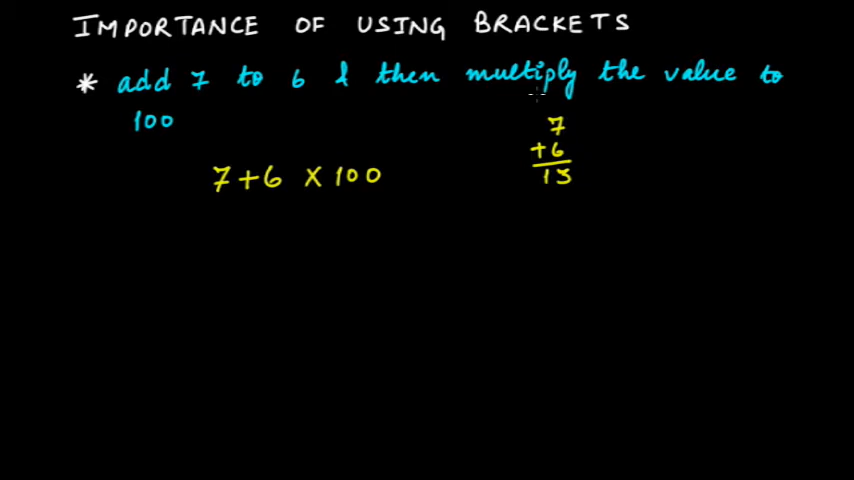 IMPORTANCE OF USING BRACKETS
* add 7 to 6 & then multiply the value to
100
7+6 × 100
7
+6
13